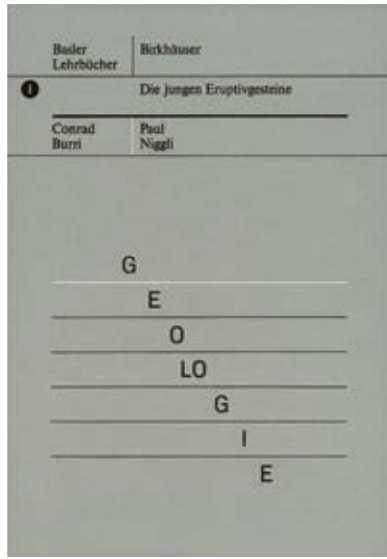 Basler Birkhäuser
Lehrbücher
1 Die jungen Eruptivgesteine
Conrad Paul
Burri Niggli
G
E
O
LO
G
I
E